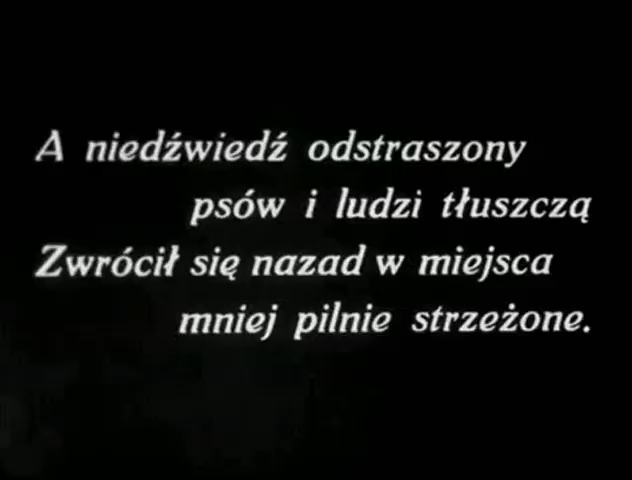 A niedźwiedź odstraszony
psów i ludzi tłuszczą
Zwrócił się nazad w miejsca
mniej pilnie strzeżone.